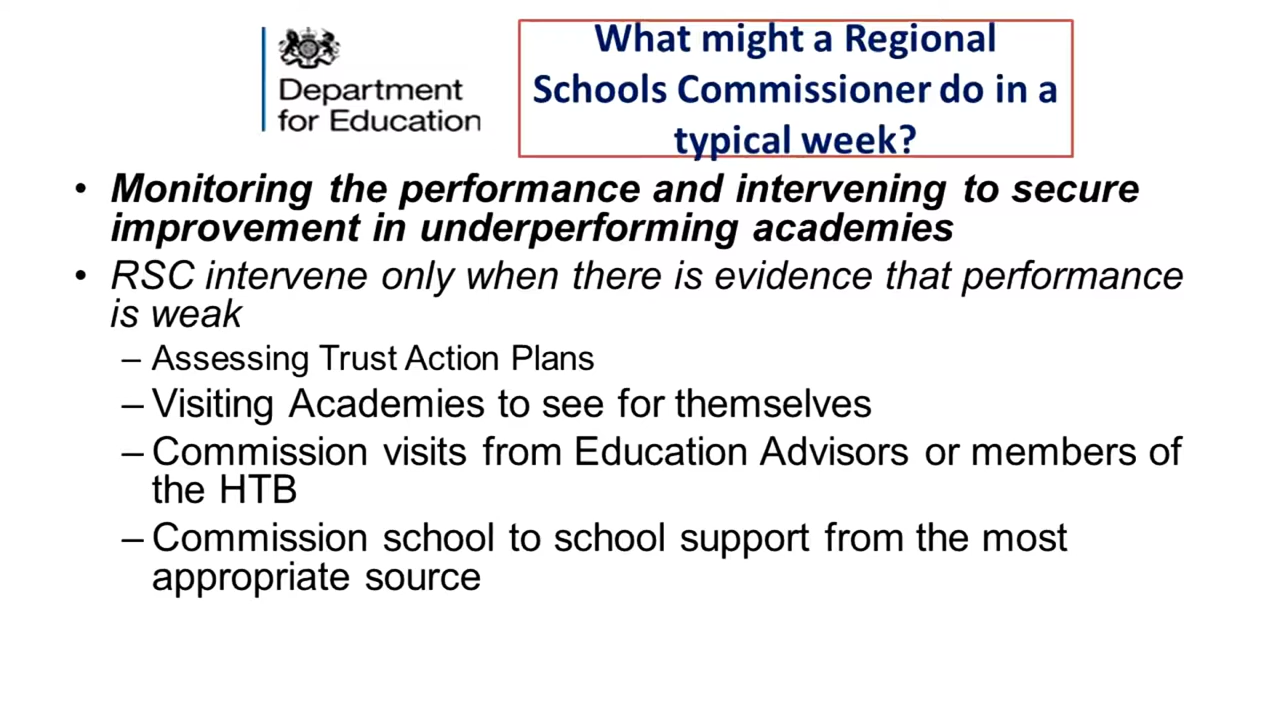 Department
for Education
What might a Regional
Schools Commissioner do in a
typical week?
• Monitoring the performance and intervening to secure
improvement in underperforming academies
• RSC intervene only when there is evidence that performance
is weak
– Assessing Trust Action Plans
– Visiting Academies to see for themselves
– Commission visits from Education Advisors or members of
the HTB
– Commission school to school support from the most
appropriate source